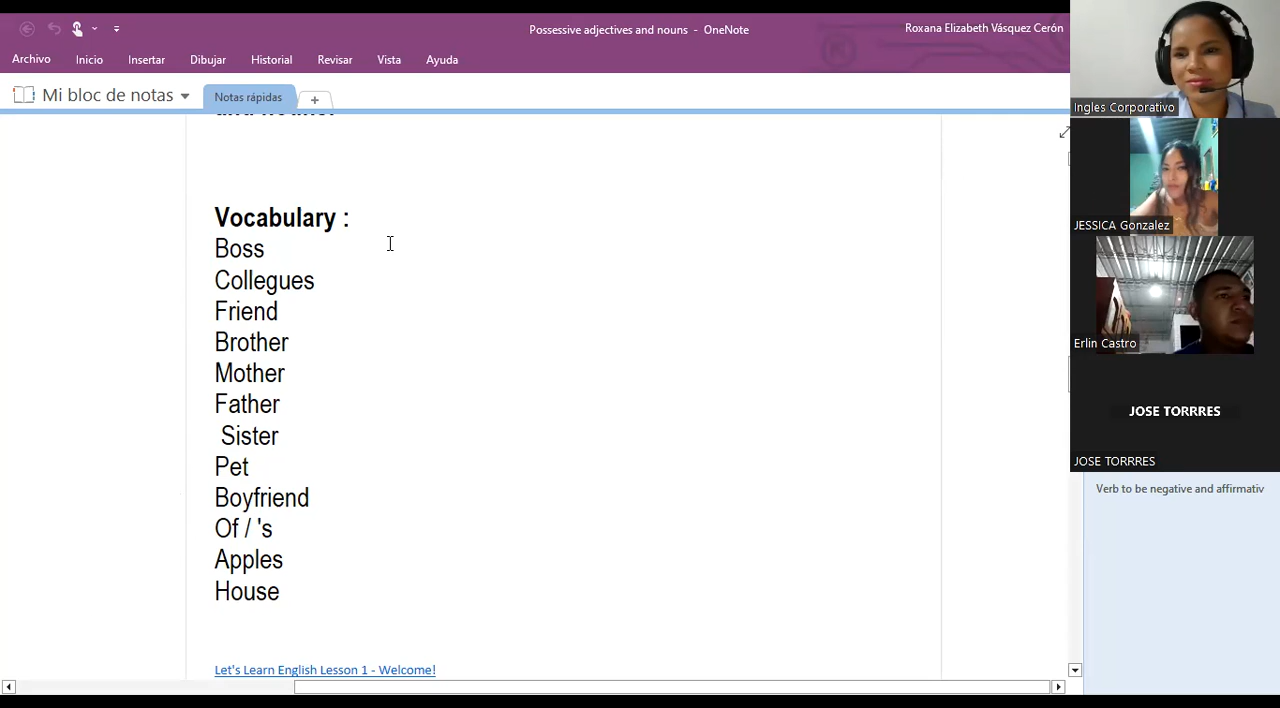 Possessive adjectives and nouns - OneNote
Roxana Elizabeth Vásquez Cerón
Archivo
Inicio
Insertar
Dibujar
Historial
Revisar
Vista
Ayuda
Mi bloc de notas
Notas rápidas
+
and nouns.
Vocabulary :
Boss
Collegues
Friend
Brother
Mother
Father
Sister
Pet
Boyfriend
Of / 's
Apples
House
Let's Learn English Lesson 1 - Welcome!
Ingles Corporativo
JESSICA Gonzalez
Erlin Castro
JOSE TORRRES
JOSE TORRRES
Verb to be negative and affirmativ